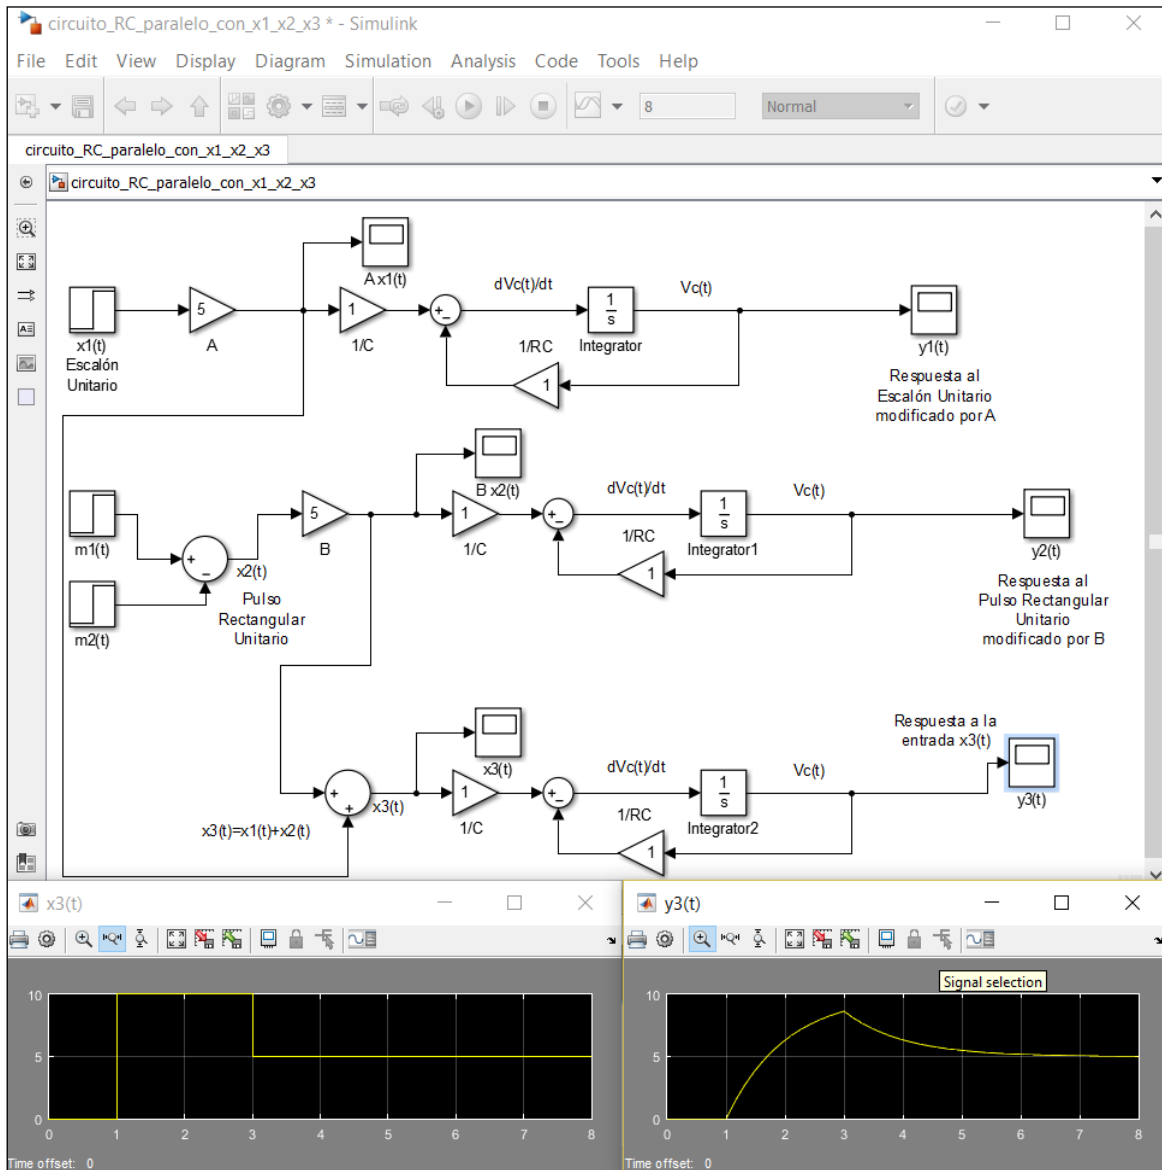 circuito_RC_paralelo_con_x1_x2_x3 * - Simulink
File Edit View Display Diagram Simulation Analysis Code Tools Help
8 Normal
circuito_RC_paralelo_con_x1_x2_x3
circuito_RC_paralelo_con_x1_x2_x3
A x1(t)
x1(t)
Escalón
Unitario
5
A
1
1/C
+ −
dVc(t)/dt
1
s
Integrator
Vc(t)
1/RC
1
y1(t)
Respuesta al
Escalón Unitario
modificado por A
B x2(t)
m1(t)
m2(t)
+
−
x2(t)
Pulso
Rectangular
Unitario
5
B
1
1/C
+ −
dVc(t)/dt
1
s
Integrator1
Vc(t)
1/RC
1
y2(t)
Respuesta al
Pulso Rectangular
Unitario
modificado por B
x3(t)
+
+
x3(t)
x3(t)=x1(t)+x2(t)
1
1/C
+ −
dVc(t)/dt
1
s
Integrator2
Vc(t)
1/RC
1
Respuesta a la
entrada x3(t)
y3(t)
x3(t)
10
5
0
0 1 2 3 4 5 6 7 8
Time offset: 0
y3(t)
Signal selection
10
5
0
0 1 2 3 4 5 6 7 8
Time offset: 0